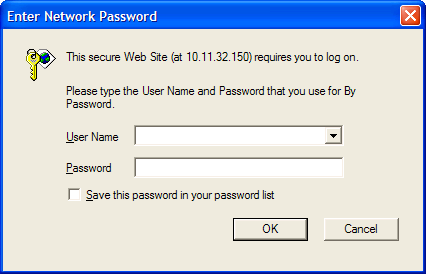 Enter Network Password
This secure Web Site (at 10.11.32.150) requires you to log on.
Please type the User Name and Password that you use for By
Password.
User Name
Password
Save this password in your password list
OK Cancel